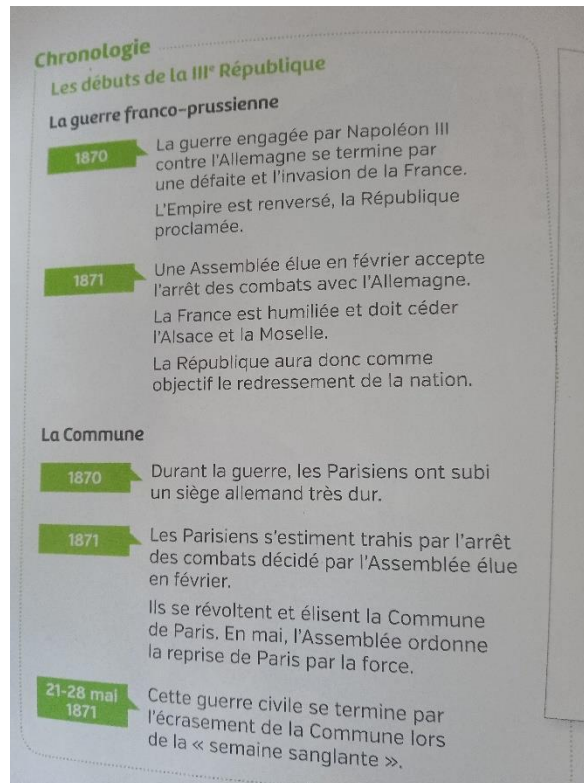 Chronologie
Les débuts de la IIIe République
La guerre franco-prussienne
1870
La guerre engagée par Napoléon III
contre l'Allemagne se termine par
une défaite et l'invasion de la France.
L'Empire est renversé, la République
proclamée.
1871
Une Assemblée élue en février accepte
l'arrêt des combats avec l'Allemagne.
La France est humiliée et doit céder
l'Alsace et la Moselle.
La République aura donc comme
objectif le redressement de la nation.
La Commune
1870
Durant la guerre, les Parisiens ont subi
un siège allemand très dur.
1871
Les Parisiens s'estiment trahis par l'arrêt
des combats décidé par l'Assemblée élue
en février.
Ils se révoltent et élisent la Commune
de Paris. En mai, l'Assemblée ordonne
la reprise de Paris par la force.
21-28 mai
1871
Cette guerre civile se termine par
l'écrasement de la Commune lors
de la « semaine sanglante ».